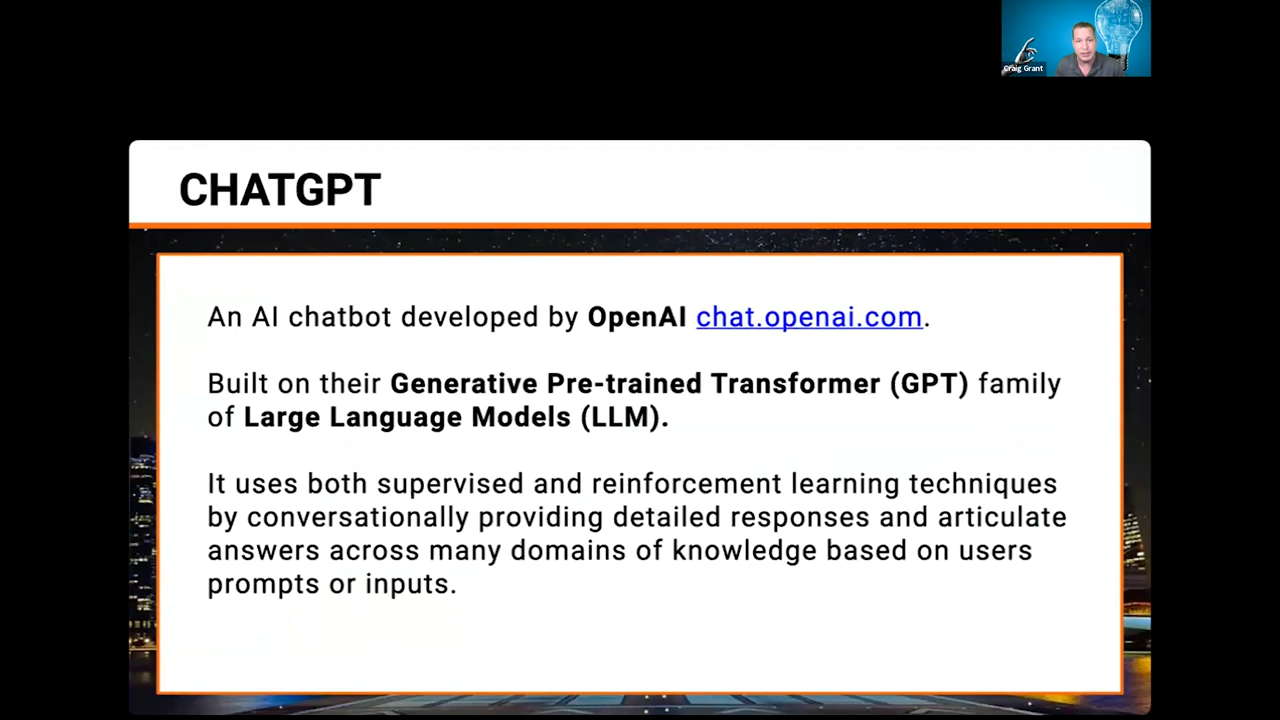 Craig Grant
CHATGPT
An AI chatbot developed by OpenAI chat.openai.com.
Built on their Generative Pre-trained Transformer (GPT) family
of Large Language Models (LLM).
It uses both supervised and reinforcement learning techniques
by conversationally providing detailed responses and articulate
answers across many domains of knowledge based on users
prompts or inputs.